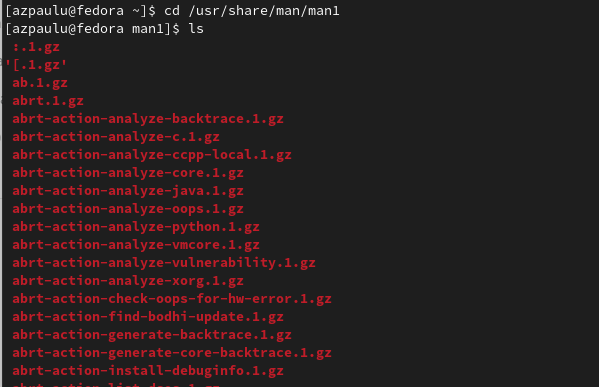 [azpaulu@fedora ~]$ cd /usr/share/man/man1
[azpaulu@fedora man1]$ ls
:.1.gz
'[.1.gz'
ab.1.gz
abrt.1.gz
abrt-action-analyze-backtrace.1.gz
abrt-action-analyze-c.1.gz
abrt-action-analyze-ccpp-local.1.gz
abrt-action-analyze-core.1.gz
abrt-action-analyze-java.1.gz
abrt-action-analyze-oops.1.gz
abrt-action-analyze-python.1.gz
abrt-action-analyze-vmcore.1.gz
abrt-action-analyze-vulnerability.1.gz
abrt-action-analyze-xorg.1.gz
abrt-action-check-oops-for-hw-error.1.gz
abrt-action-find-bodhi-update.1.gz
abrt-action-generate-backtrace.1.gz
abrt-action-generate-core-backtrace.1.gz
abrt-action-install-debuginfo.1.gz